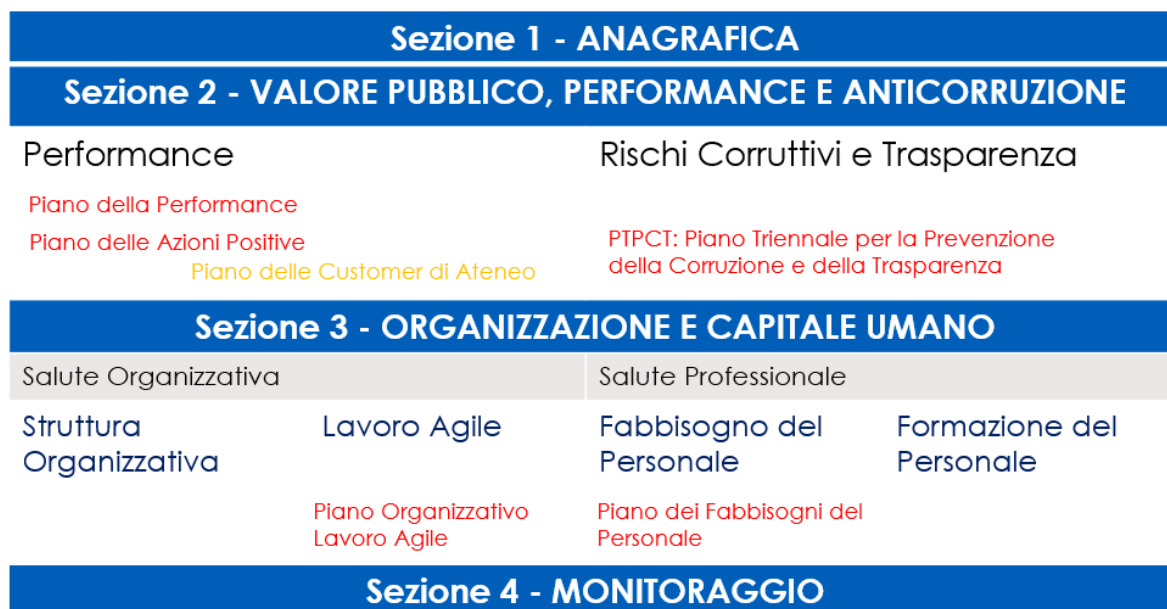 Sezione 1 - ANAGRAFICA
Sezione 2 - VALORE PUBBLICO, PERFORMANCE E ANTICORRUZIONE
Performance
Piano della Performance
Piano delle Azioni Positive
Piano delle Customer di Ateneo
Rischi Corruttivi e Trasparenza
PTPCT: Piano Triennale per la Prevenzione
della Corruzione e della Trasparenza
Sezione 3 - ORGANIZZAZIONE E CAPITALE UMANO
Salute Organizzativa
Struttura
Organizzativa
Lavoro Agile
Piano Organizzativo
Lavoro Agile
Salute Professionale
Fabbisogno del
Personale
Piano dei Fabbisogni del
Personale
Formazione del
Personale
Sezione 4 - MONITORAGGIO